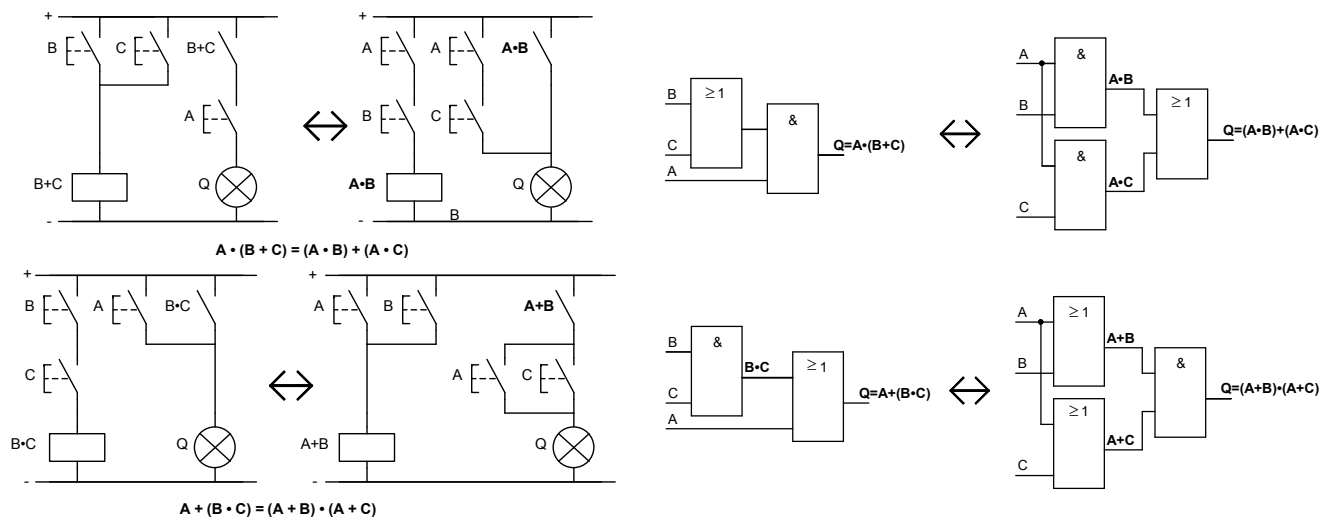 +
B
C
B+C
A
B+C
Q
-
+
A
A
A•B
B
C
A•B
Q
B
-
A • (B + C) = (A • B) + (A • C)
B
C
A
≥ 1
&
Q=A•(B+C)
A
B
C
&
A•B
&
A•C
≥ 1
Q=(A•B)+(A•C)
+
B
A
B•C
C
B•C
Q
-
+
A
B
A+B
A
C
A+B
Q
-
A + (B • C) = (A + B) • (A + C)
B
C
A
&
B•C
≥ 1
Q=A+(B•C)
A
B
C
≥ 1
A+B
≥ 1
A+C
&
Q=(A+B)•(A+C)